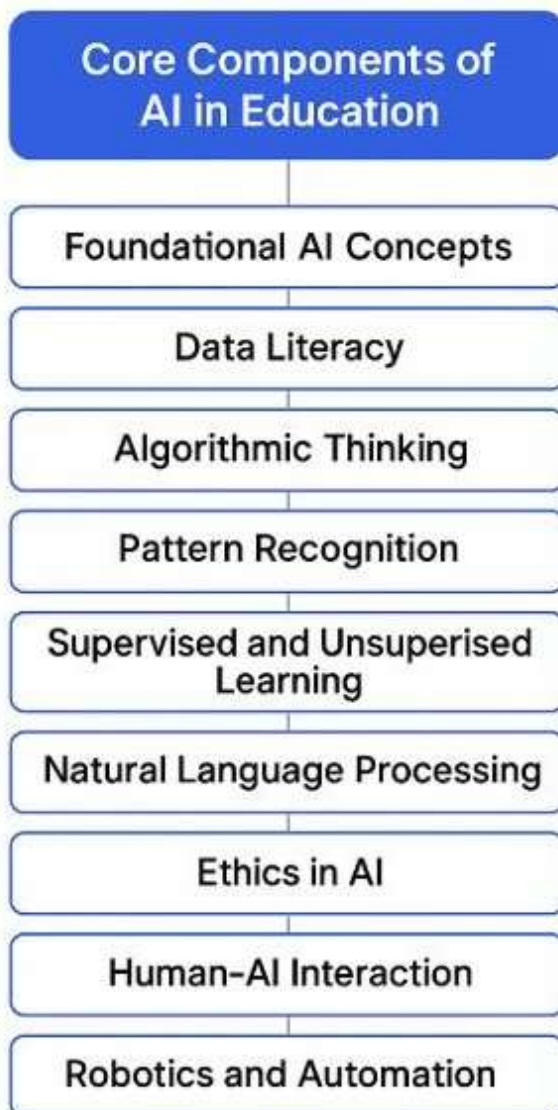 Core Components of
AI in Education
Foundational AI Concepts
Data Literacy
Algorithmic Thinking
Pattern Recognition
Supervised and Unsuperised
Learning
Natural Language Processing
Ethics in AI
Human-AI Interaction
Robotics and Automation